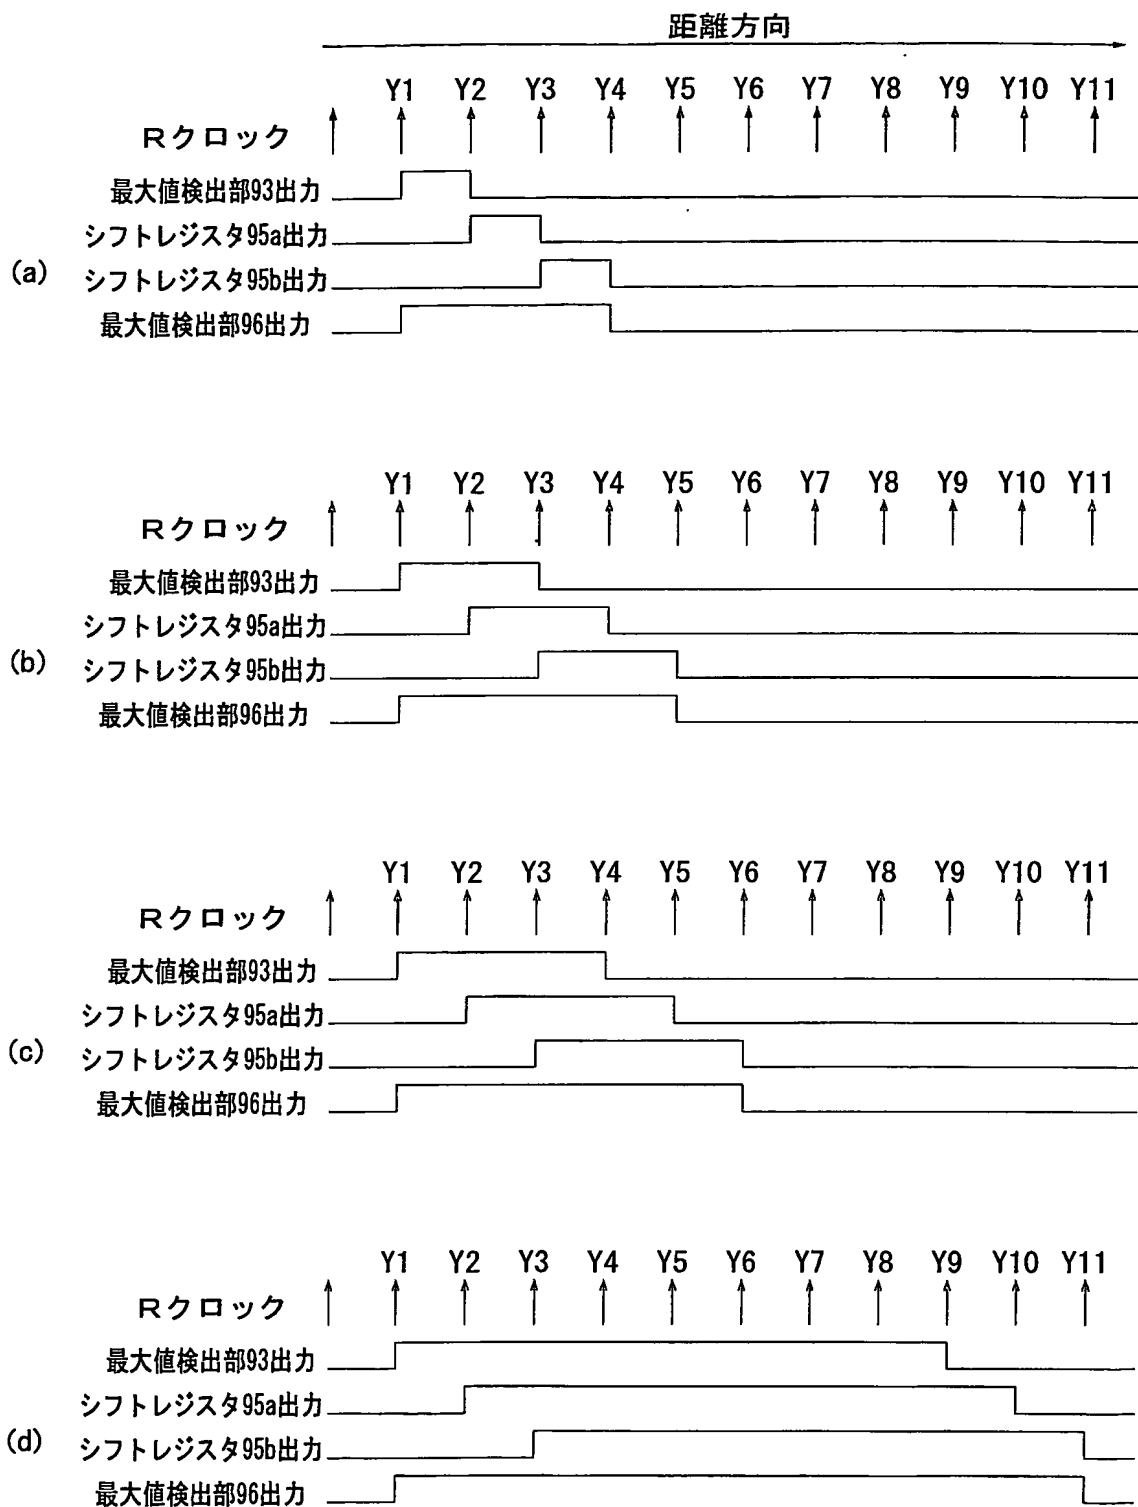 距離方向
Y1 Y2 Y3 Y4 Y5 Y6 Y7 Y8 Y9 Y10 Y11
Rクロック
最大値検出部93出力
シフトレジスタ95a出力
(a)
シフトレジスタ95b出力
最大値検出部96出力
Y1 Y2 Y3 Y4 Y5 Y6 Y7 Y8 Y9 Y10 Y11
Rクロック
最大値検出部93出力
シフトレジスタ95a出力
(b)
シフトレジスタ95b出力
最大値検出部96出力
Y1 Y2 Y3 Y4 Y5 Y6 Y7 Y8 Y9 Y10 Y11
Rクロック
最大値検出部93出力
シフトレジスタ95a出力
(c)
シフトレジスタ95b出力
最大値検出部96出力
Y1 Y2 Y3 Y4 Y5 Y6 Y7 Y8 Y9 Y10 Y11
Rクロック
最大値検出部93出力
シフトレジスタ95a出力
(d)
シフトレジスタ95b出力
最大値検出部96出力